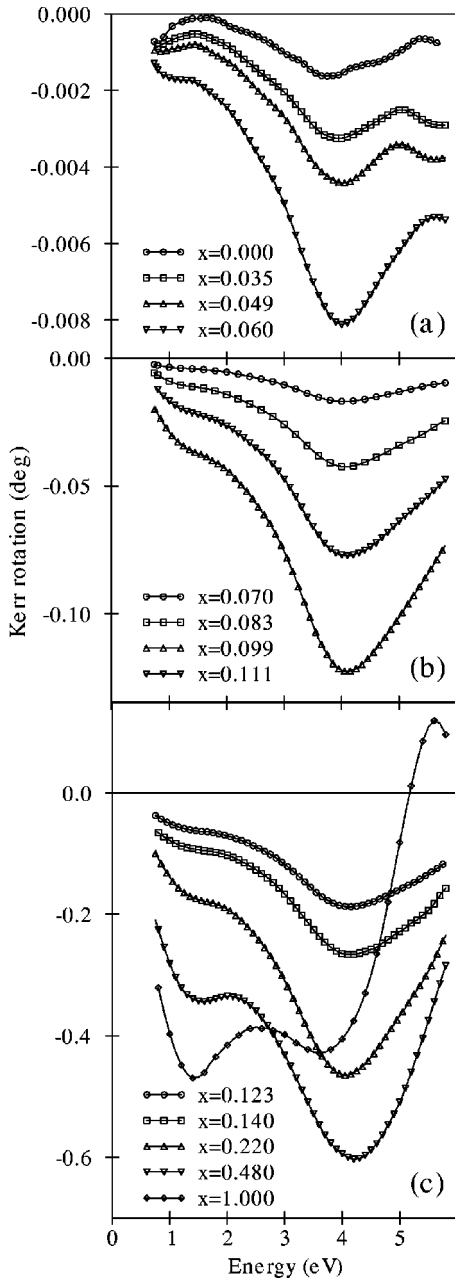 0.000
-0.002
-0.004
-0.006
-0.008
x=0.000
x=0.035
x=0.049
x=0.060
(a)
0.00
-0.05
-0.10
x=0.070
x=0.083
x=0.099
x=0.111
(b)
Kerr rotation (deg)
0.0
-0.2
-0.4
-0.6
x=0.123
x=0.140
x=0.220
x=0.480
x=1.000
(c)
0 1 2 3 4 5
Energy (eV)